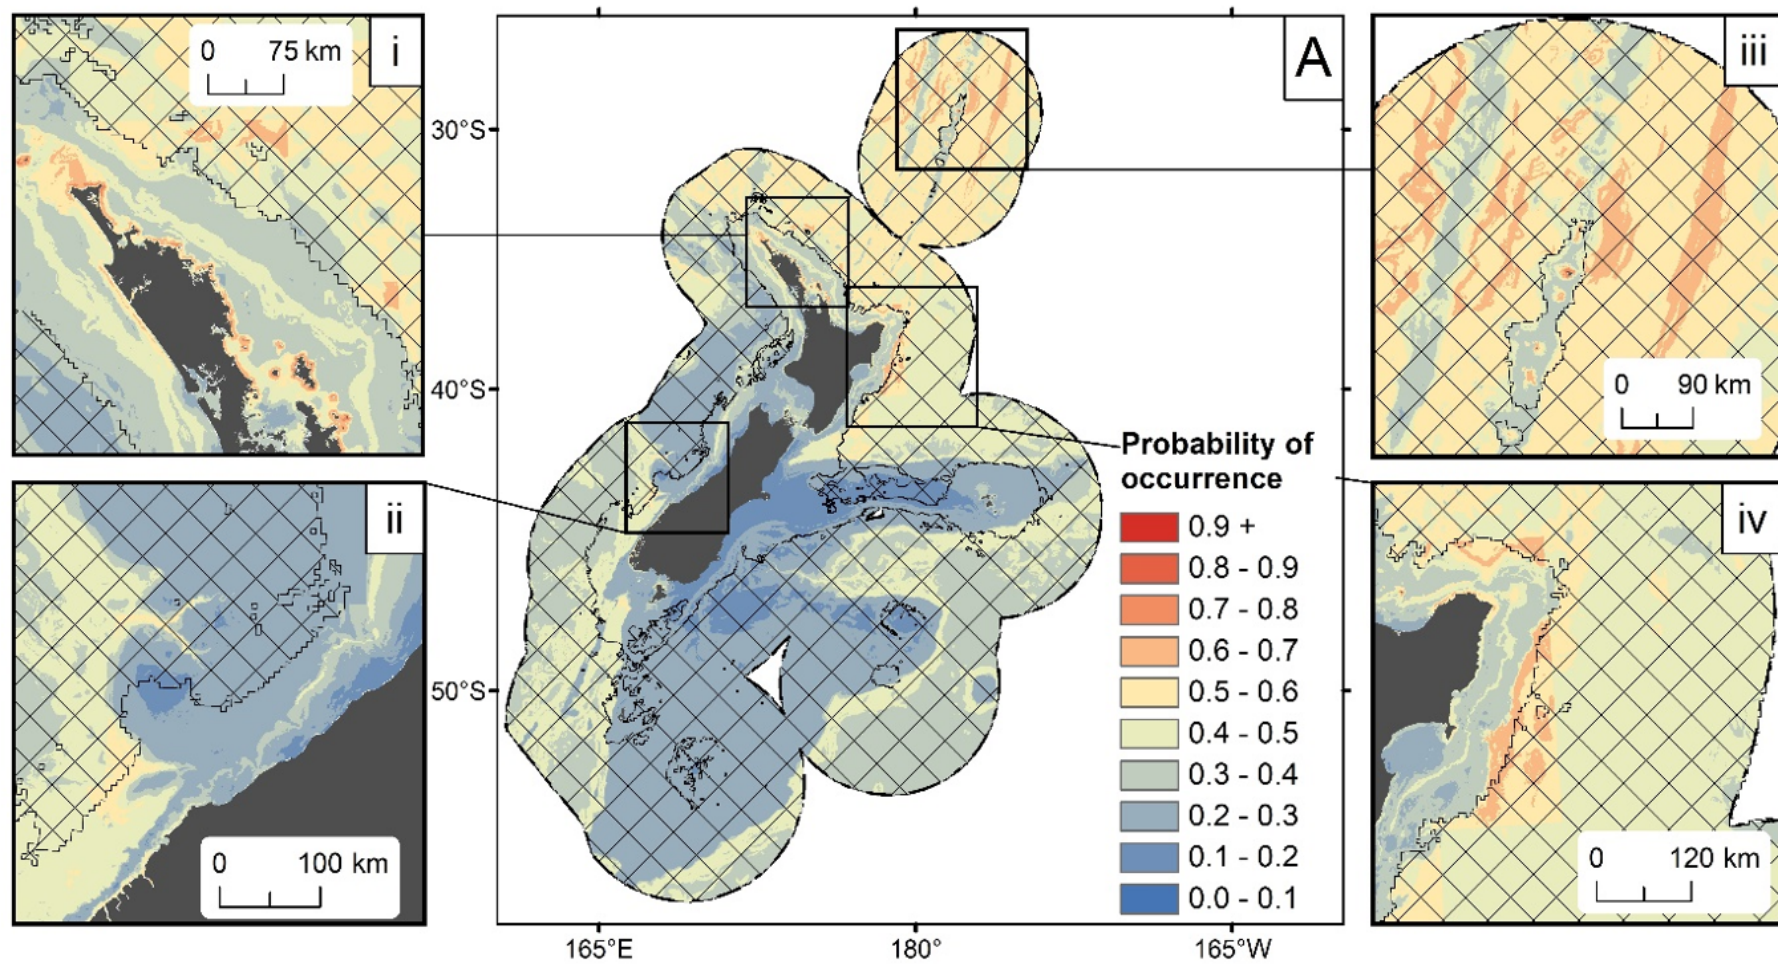 i
0 75 km
A
iii
30°S
40°S
50°S
0 90 km
ii
0 100 km
iv
0 120 km
Probability of
occurrence
0.9 +
0.8 - 0.9
0.7 - 0.8
0.6 - 0.7
0.5 - 0.6
0.4 - 0.5
0.3 - 0.4
0.2 - 0.3
0.1 - 0.2
0.0 - 0.1
165°E 180° 165°W